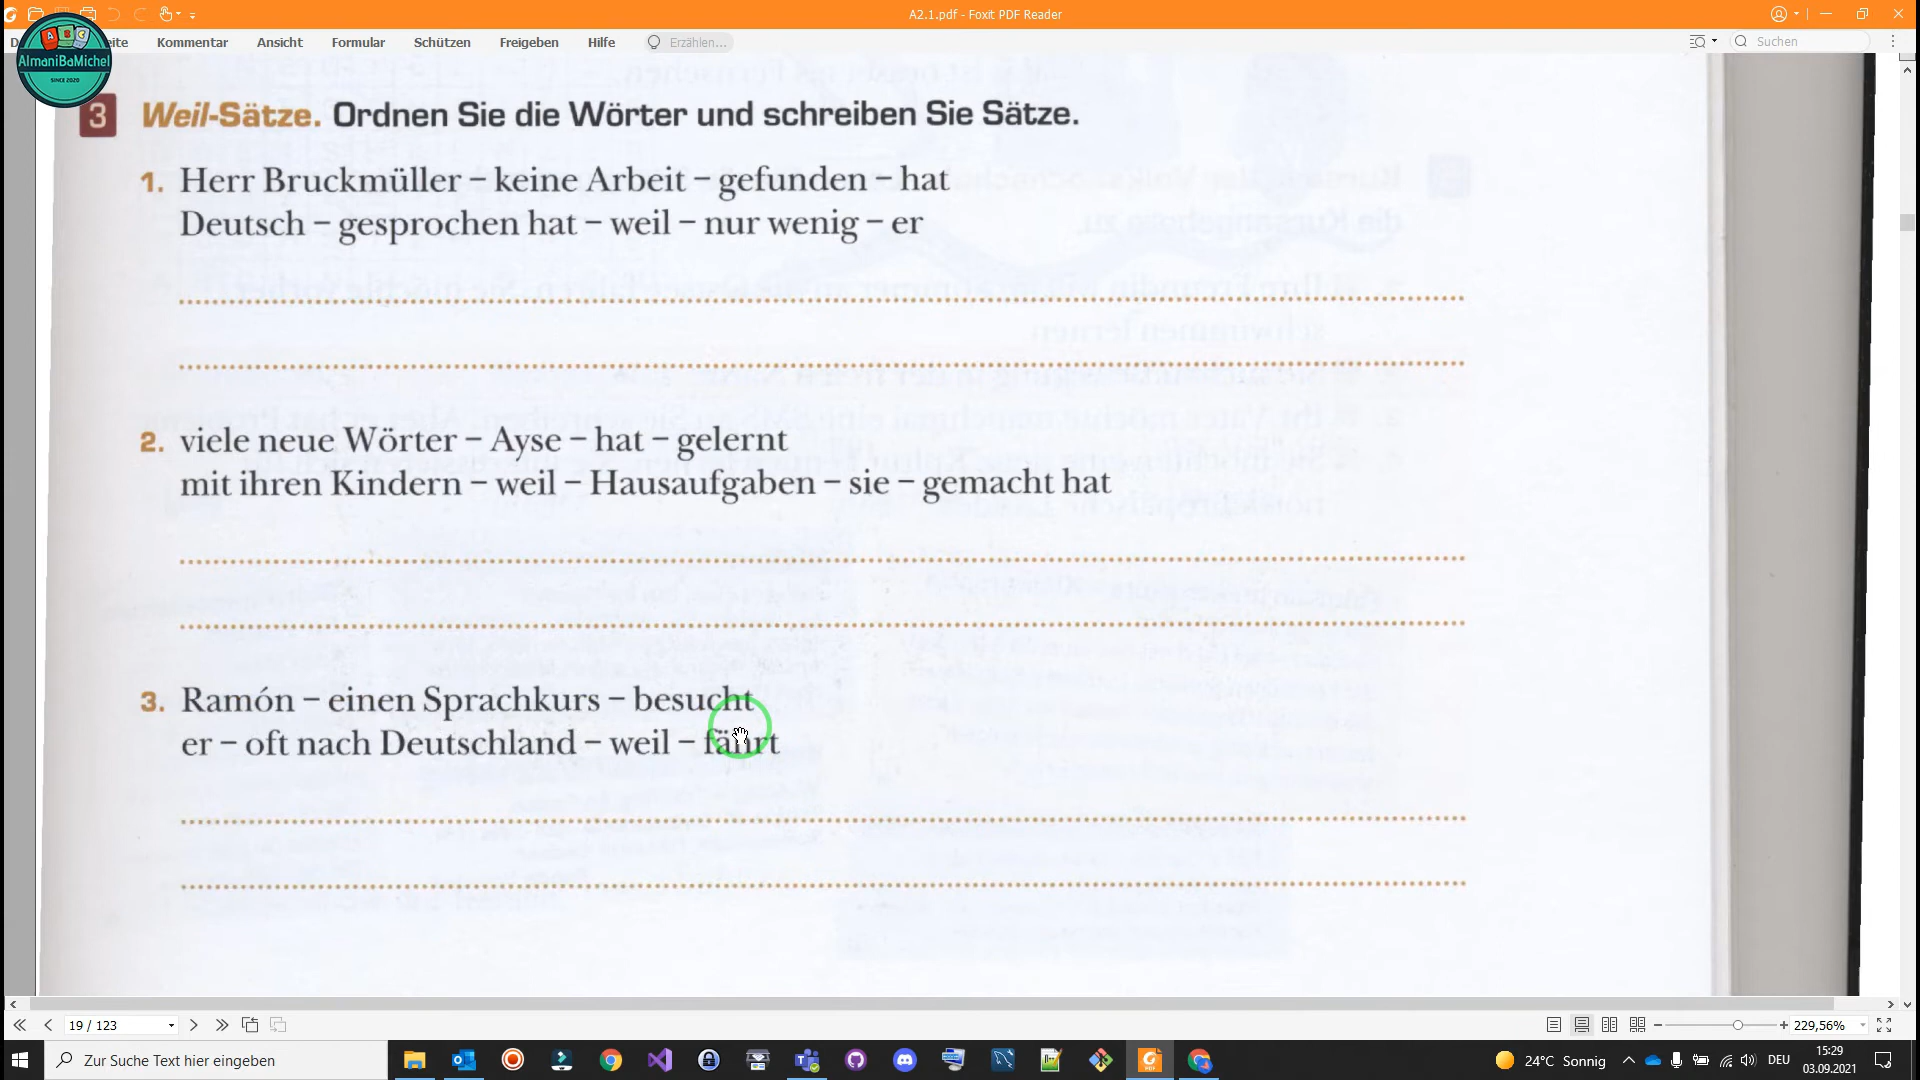 A2.1.pdf - Foxit PDF Reader
Kommentar Ansicht Formular Schützen Freigeben Hilfe Erzählen... Suchen
ABC
AlmaniBaMichel
SINCE 2020
3 Weil-Sätze. Ordnen Sie die Wörter und schreiben Sie Sätze.
1. Herr Bruckmüller – keine Arbeit – gefunden – hat
Deutsch – gesprochen hat – weil – nur wenig – er
2. viele neue Wörter – Ayse – hat – gelernt
mit ihren Kindern – weil – Hausaufgaben – sie – gemacht hat
3. Ramón – einen Sprachkurs – besucht
er – oft nach Deutschland – weil – fährt
19 / 123 229,56%
Zur Suche Text hier eingeben 24°C Sonnig DEU 15:29
03.09.2021